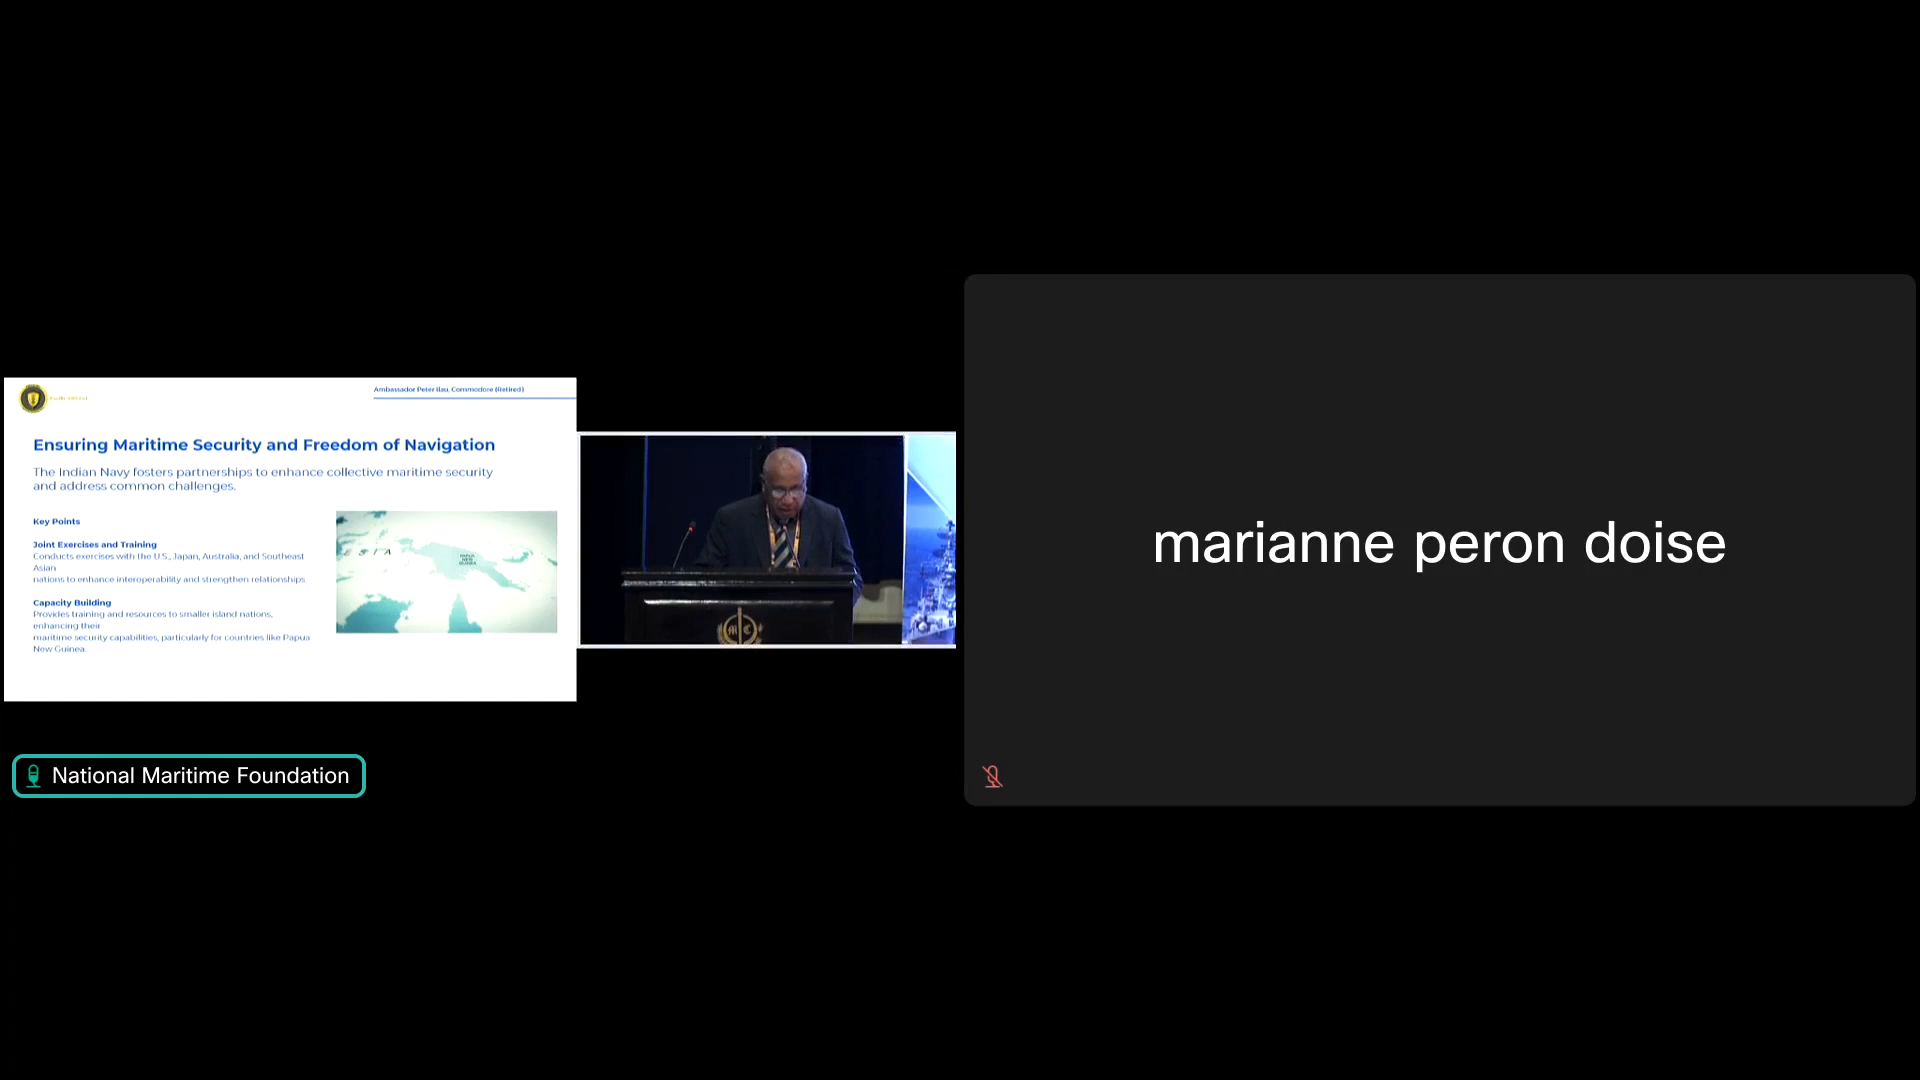 Ambassador Peter Ilau, Commodore (Retired)
Ensuring Maritime Security and Freedom of Navigation
The Indian Navy fosters partnerships to enhance collective maritime security
and address common challenges.
Key Points
Joint Exercises and Training
Conducts exercises with the U.S., Japan, Australia, and Southeast
Asian
nations to enhance interoperability and strengthen relationships.
Capacity Building
Provides training and resources to smaller island nations,
enhancing their
maritime security capabilities, particularly for countries like Papua
New Guinea.
S I A
PAPUA
NEW
GUINEA
M C
marianne peron doise
National Maritime Foundation